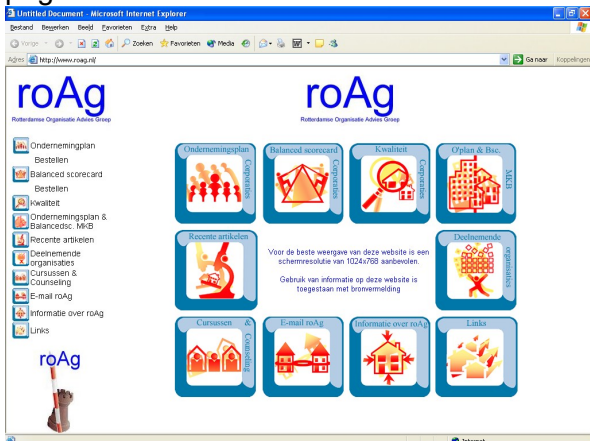 Untitled Document - Microsoft Internet Explorer
Bestand Bewerken Beeld Favorieten Extra Help
Vorige Zoeken Favorieten Media
Adres http://www.roag.nl/ Ga naar Koppelingen
roAg
Rotterdamse Organisatie Advies Groep
Ondernemingplan
Bestellen
Balanced scorecard
Bestellen
Kwaliteit
Ondernemingsplan &
Balancedsc. MKB
Recente artikelen
Deelnemende
organisaties
Cursussen &
Counseling
E-mail roAg
Informatie over roAg
Links
roAg
roAg
Rotterdamse Organisatie Advies Groep
Ondernemingsplan
Corporaties
Balanced scorecard
Corporaties
Kwaliteit
Corporaties
O'plan & Bsc.
MKB
Recente artikelen
Voor de beste weergave van deze website is een
schermresolutie van 1024x768 aanbevolen.
Gebruik van informatie op deze website is
toegestaan met bronvermelding
Deelnemende
organisaties
Cursussen &
Counseling
E-mail roAg
Informatie over roAg
Links
Internet